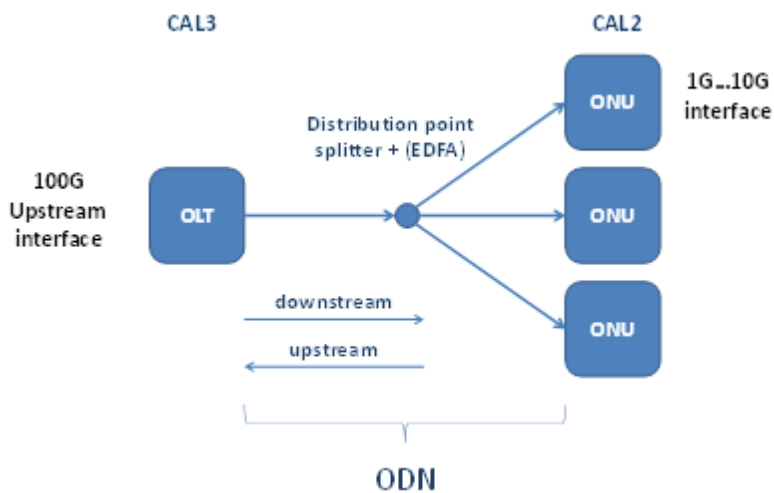 CAL3
CAL2
ONU
1G...10G
interface
Distribution point
splitter + (EDFA)
100G
Upstream
interface
OLT
ONU
downstream
ONU
upstream
ODN